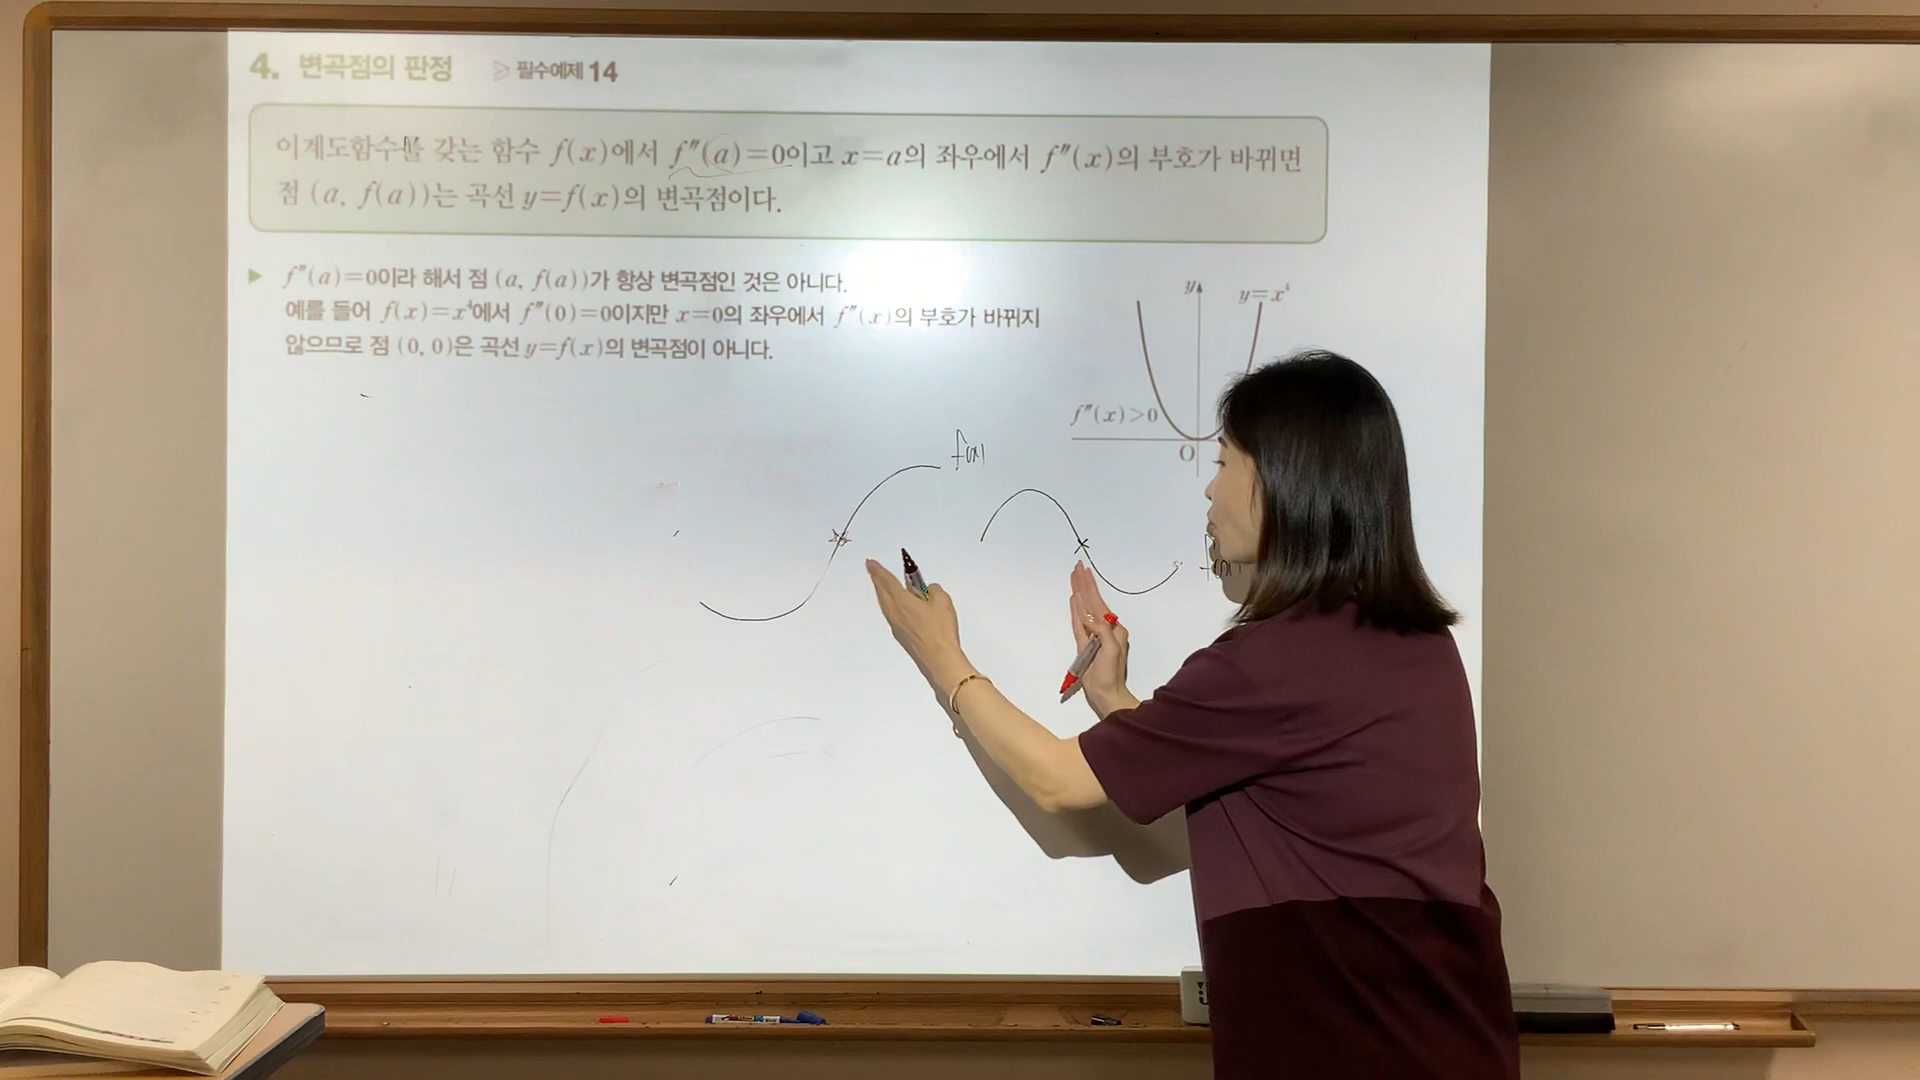 4. 변곡점의 판정 ▷ 필수예제 14
이계도함수를 갖는 함수 f(x)에서 f″(a)=0이고 x=a의 좌우에서 f″(x)의 부호가 바뀌면
점 (a, f(a))는 곡선 y=f(x)의 변곡점이다.
▶ f″(a)=0이라 해서 점 (a, f(a))가 항상 변곡점인 것은 아니다.
예를 들어 f(x)=x⁴에서 f″(0)=0이지만 x=0의 좌우에서 f″(x)의 부호가 바뀌지
않으므로 점 (0, 0)은 곡선 y=f(x)의 변곡점이 아니다.
y
y=x⁴
f″(x)>0
O
f(x)
f(x)